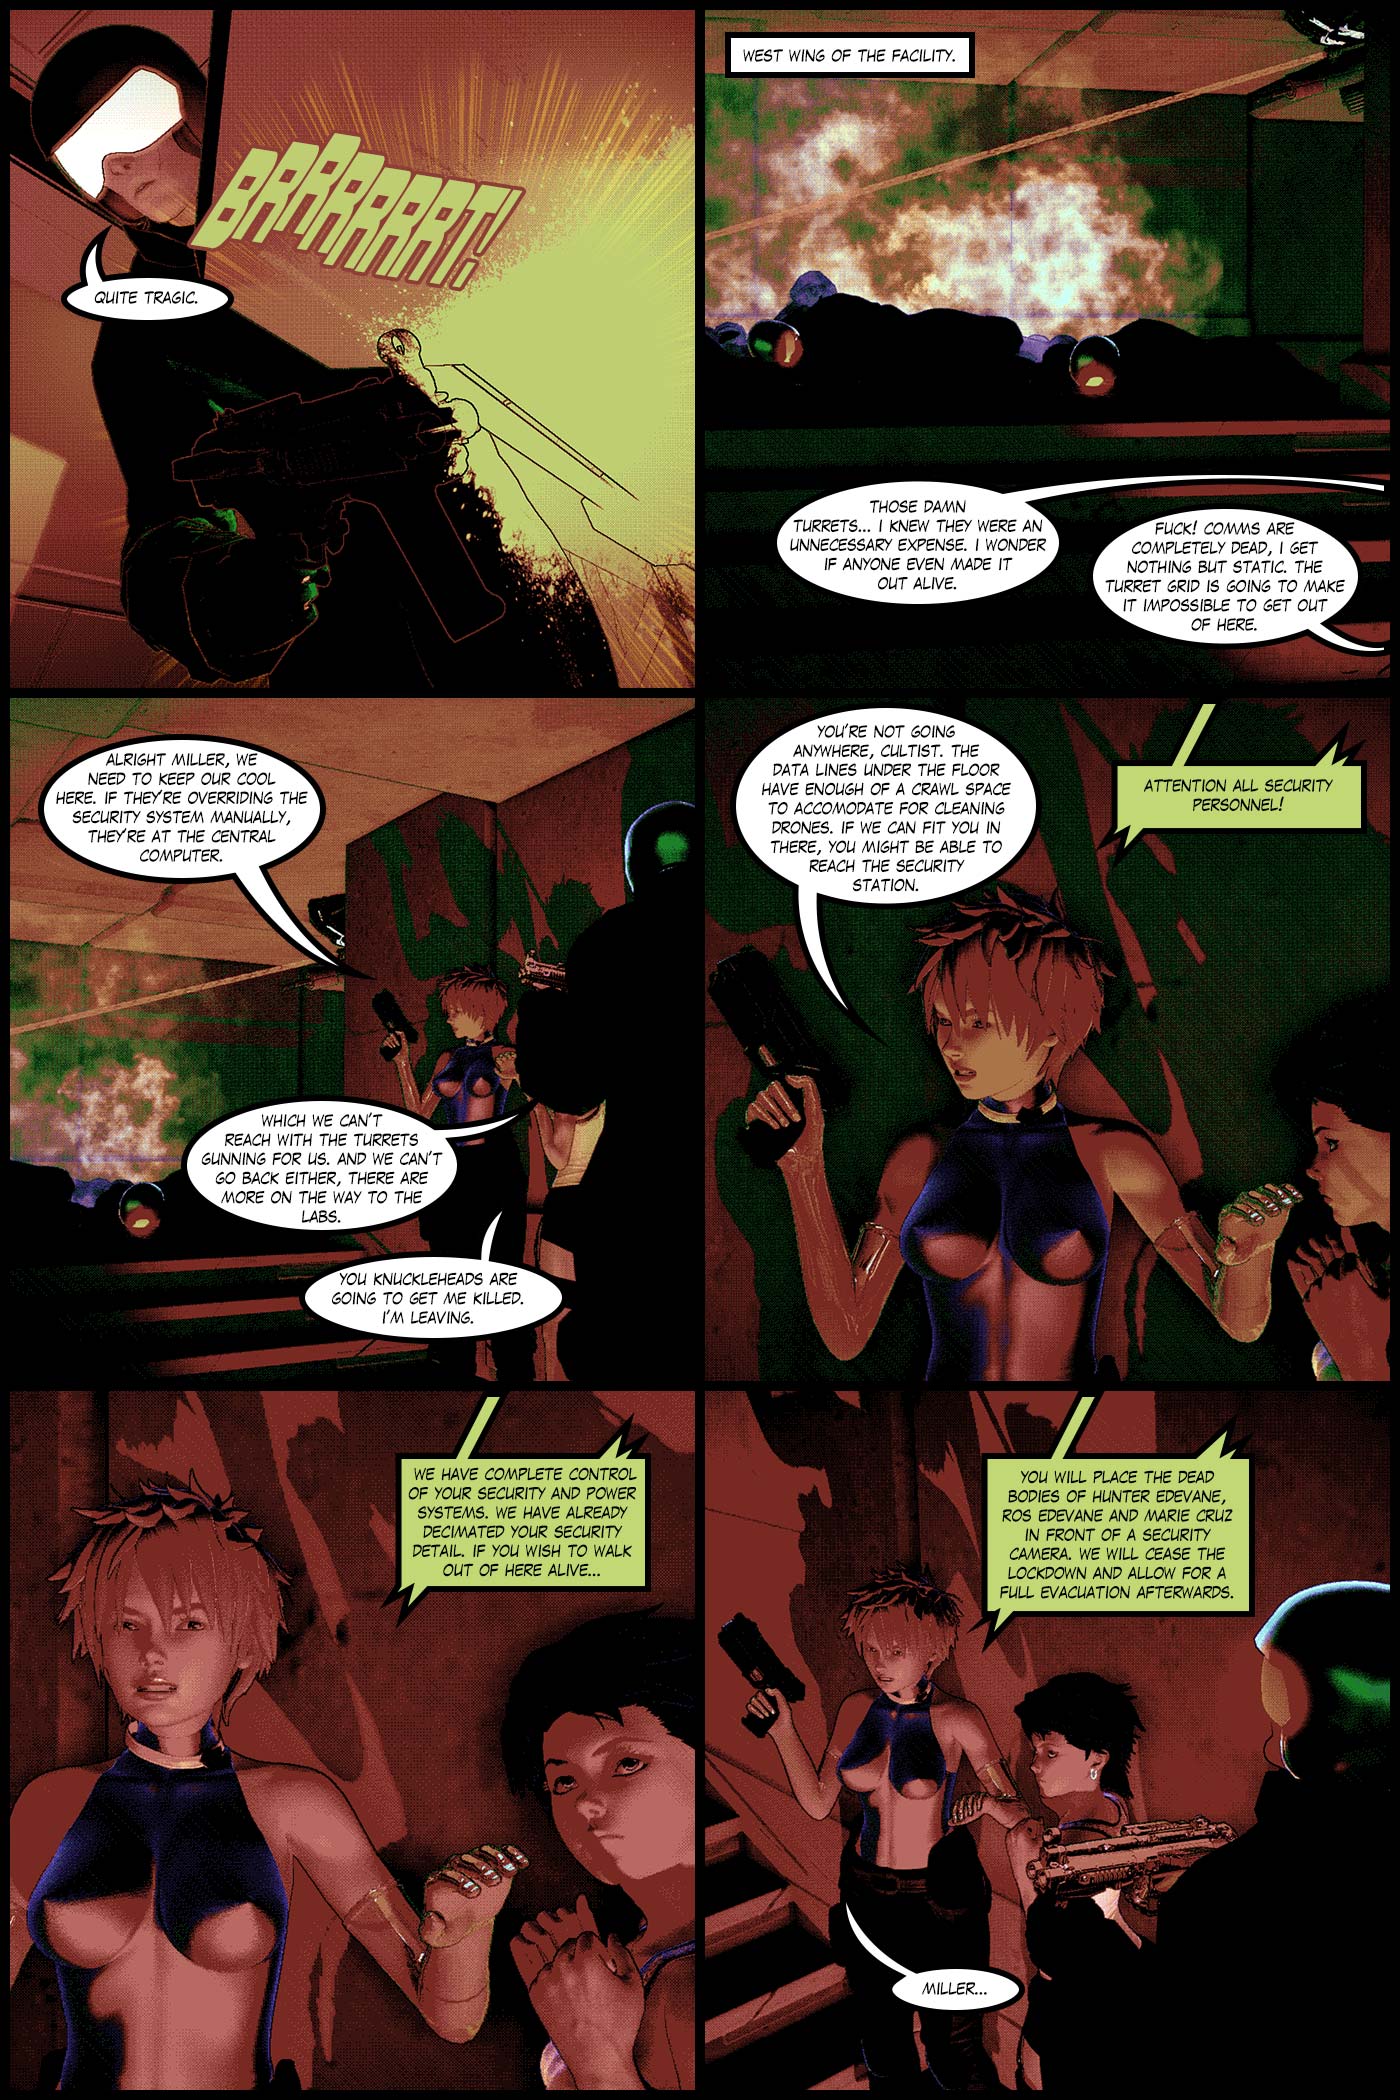 BRRRRRRT!
QUITE TRAGIC.
WEST WING OF THE FACILITY.
THOSE DAMN
TURRETS... I KNEW THEY WERE AN
UNNECESSARY EXPENSE. I WONDER
IF ANYONE EVEN MADE IT
OUT ALIVE.
FUCK! COMMS ARE
COMPLETELY DEAD, I GET
NOTHING BUT STATIC. THE
TURRET GRID IS GOING TO MAKE
IT IMPOSSIBLE TO GET OUT
OF HERE.
ALRIGHT MILLER, WE
NEED TO KEEP OUR COOL
HERE. IF THEY'RE OVERRIDING THE
SECURITY SYSTEM MANUALLY,
THEY'RE AT THE CENTRAL
COMPUTER.
WHICH WE CAN'T
REACH WITH THE TURRETS
GUNNING FOR US. AND WE CAN'T
GO BACK EITHER, THERE ARE
MORE ON THE WAY TO THE
LABS.
YOU KNUCKLEHEADS ARE
GOING TO GET ME KILLED.
I'M LEAVING.
YOU'RE NOT GOING
ANYWHERE, CULTIST. THE
DATA LINES UNDER THE FLOOR
HAVE ENOUGH OF A CRAWL SPACE
TO ACCOMODATE FOR CLEANING
DRONES. IF WE CAN FIT YOU IN
THERE, YOU MIGHT BE ABLE TO
REACH THE SECURITY
STATION.
ATTENTION ALL SECURITY
PERSONNEL!
WE HAVE COMPLETE CONTROL
OF YOUR SECURITY AND POWER
SYSTEMS. WE HAVE ALREADY
DECIMATED YOUR SECURITY
DETAIL. IF YOU WISH TO WALK
OUT OF HERE ALIVE...
YOU WILL PLACE THE DEAD
BODIES OF HUNTER EDEVANE,
ROS EDEVANE AND MARIE CRUZ
IN FRONT OF A SECURITY
CAMERA. WE WILL CEASE THE
LOCKDOWN AND ALLOW FOR A
FULL EVACUATION AFTERWARDS.
MILLER...